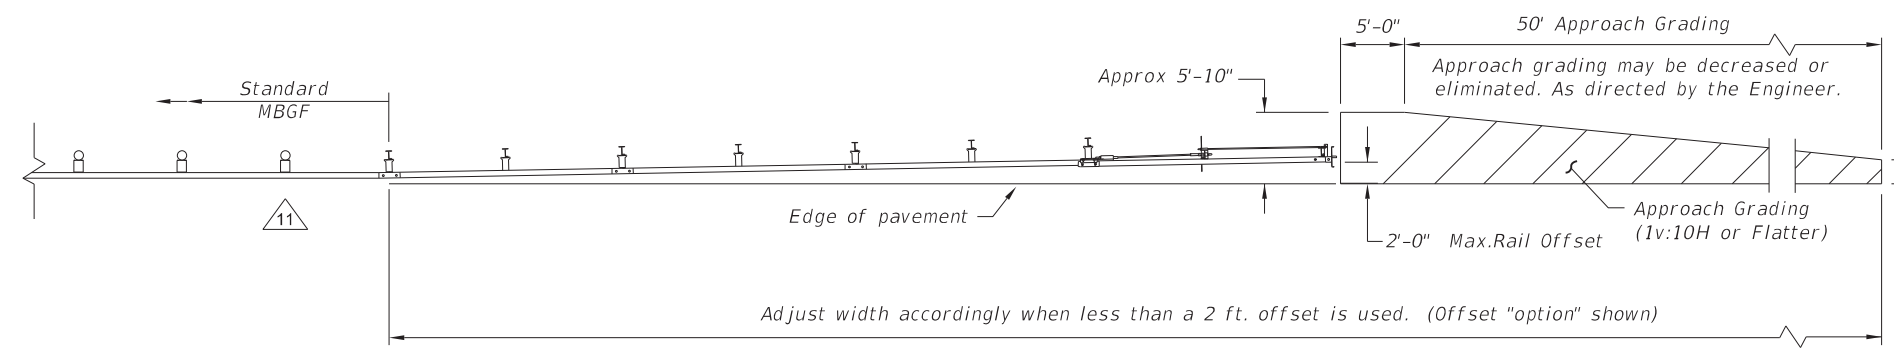 5'-0"
50' Approach Grading
Approx 5'-10"
Approach grading may be decreased or
eliminated. As directed by the Engineer.
Standard
MBGF
11
Edge of pavement
Approach Grading
(1v:10H or Flatter)
2'-0" Max.Rail Offset
Adjust width accordingly when less than a 2 ft. offset is used. (Offset "option" shown)